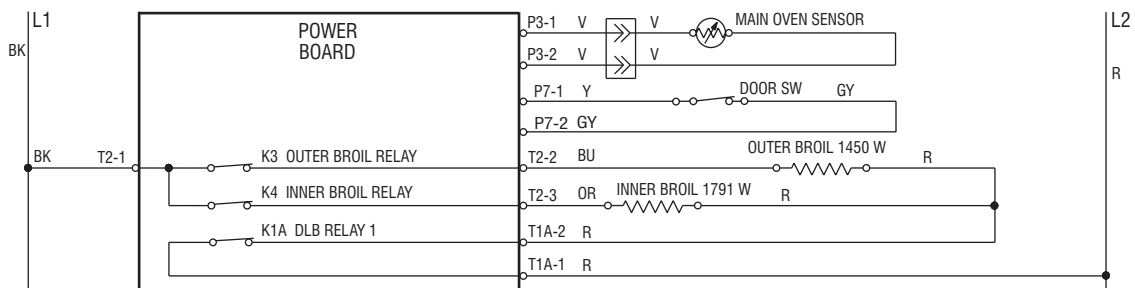 L1
L2
BK
R
POWER
BOARD
P3-1 V V MAIN OVEN SENSOR
P3-2 V V
P7-1 Y DOOR SW GY
P7-2 GY
BK T2-1 K3 OUTER BROIL RELAY T2-2 BU OUTER BROIL 1450 W R
K4 INNER BROIL RELAY T2-3 OR INNER BROIL 1791 W R
K1A DLB RELAY 1 T1A-2 R
T1A-1 R